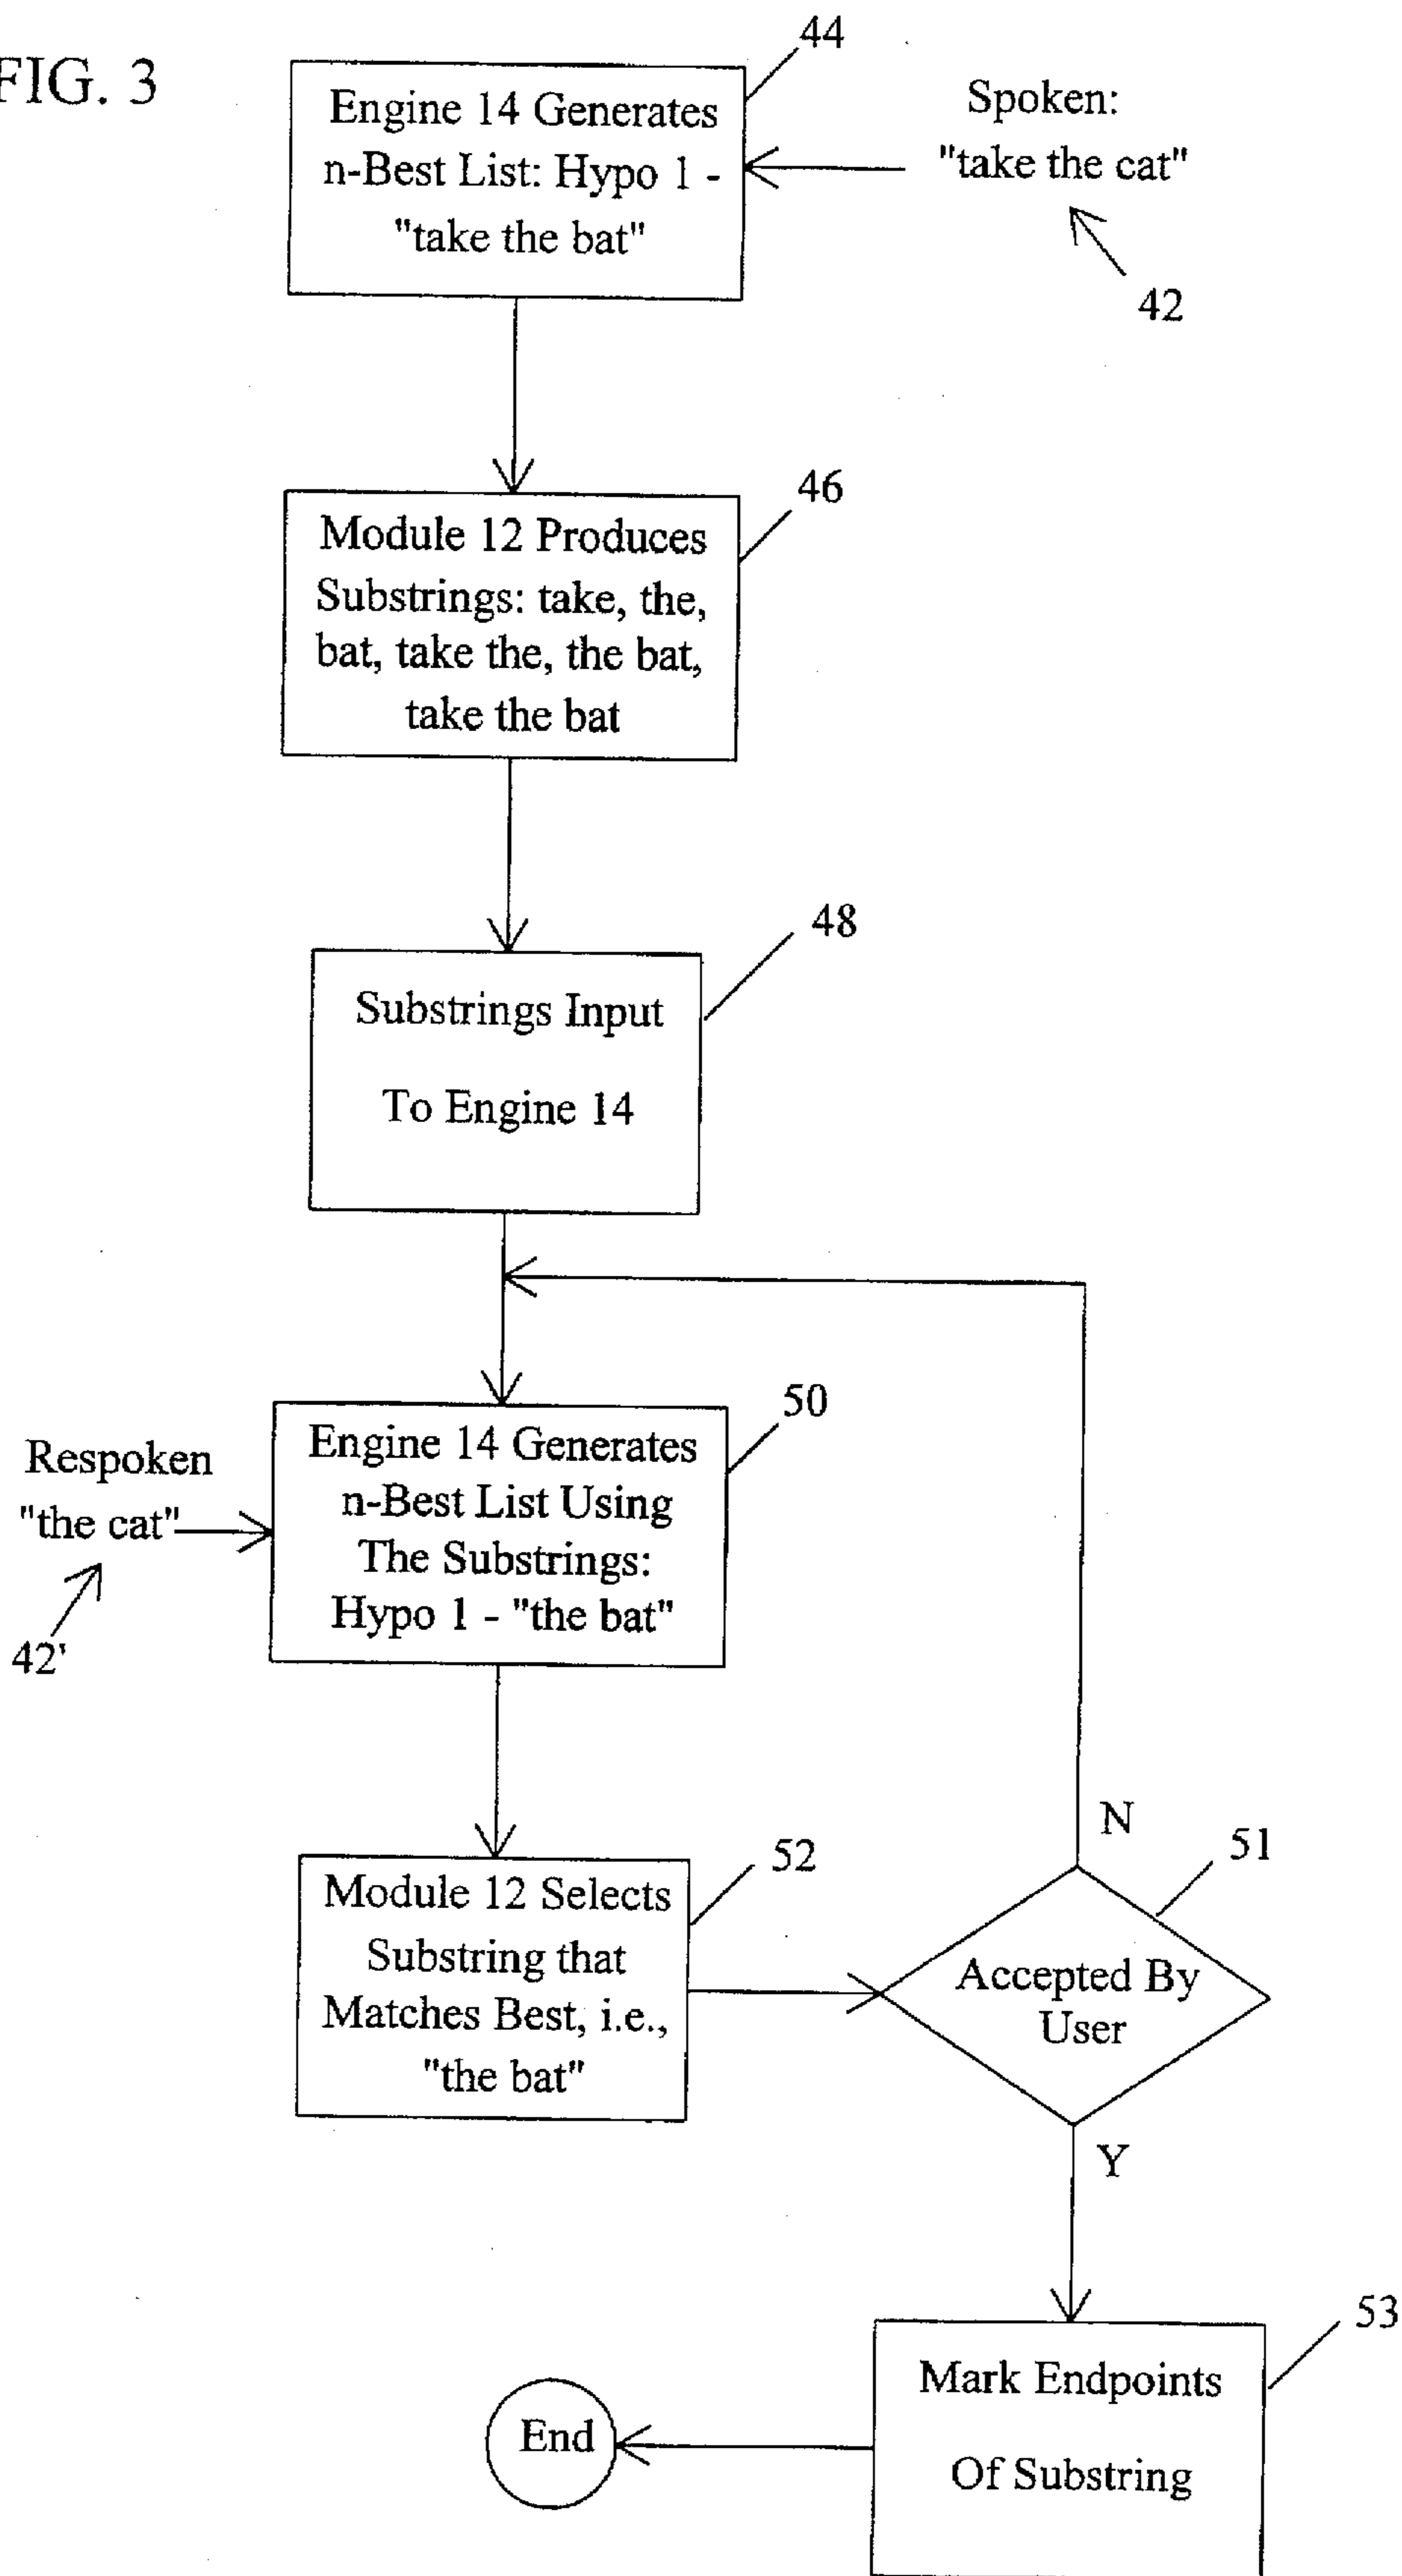 FIG. 3
44
Engine 14 Generates
n-Best List: Hypo 1 -
"take the bat"
Spoken:
"take the cat"
42
46
Module 12 Produces
Substrings: take, the,
bat, take the, the bat,
take the bat
48
Substrings Input
To Engine 14
50
Respoken
"the cat"
42'
Engine 14 Generates
n-Best List Using
The Substrings:
Hypo 1 - "the bat"
52
Module 12 Selects
Substring that
Matches Best, i.e.,
"the bat"
N
51
Accepted By
User
Y
53
Mark Endpoints
Of Substring
End